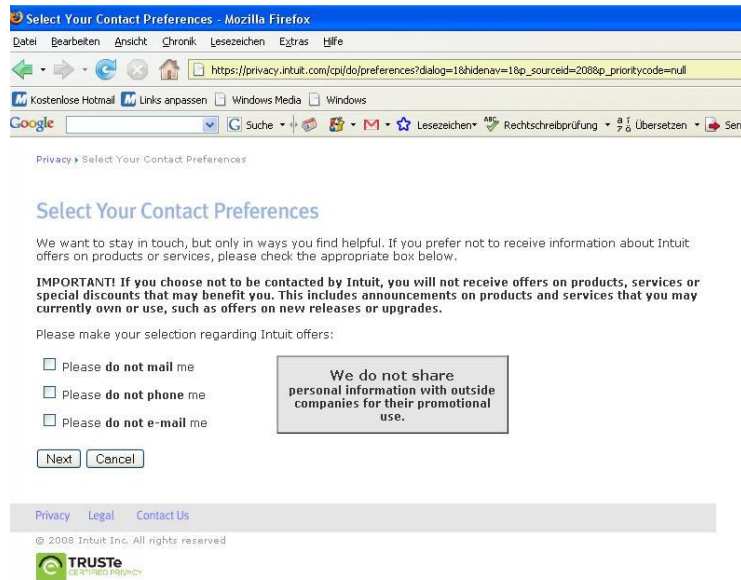 Select Your Contact Preferences - Mozilla Firefox
Datei Bearbeiten Ansicht Chronik Lesezeichen Extras Hilfe
https://privacy.intuit.com/cpi/do/preferences?dialog=1&hidenav=1&p_sourceid=208&p_prioritycode=null
Kostenlose Hotmail Links anpassen Windows Media Windows
Google G Suche Lesezeichen ABC Rechtschreibprüfung Übersetzen Sen
Privacy Select Your Contact Preferences
Select Your Contact Preferences
We want to stay in touch, but only in ways you find helpful. If you prefer not to receive information about Intuit
offers on products or services, please check the appropriate box below.
IMPORTANT! If you choose not to be contacted by Intuit, you will not receive offers on products, services or
special discounts that may benefit you. This includes announcements on products and services that you may
currently own or use, such as offers on new releases or upgrades.
Please make your selection regarding Intuit offers:
Please do not mail me
Please do not phone me
Please do not e-mail me
We do not share
personal information with outside
companies for their promotional
use.
Next Cancel
Privacy Legal Contact Us
© 2008 Intuit Inc. All rights reserved
TRUSTe
CERTIFIED PRIVACY